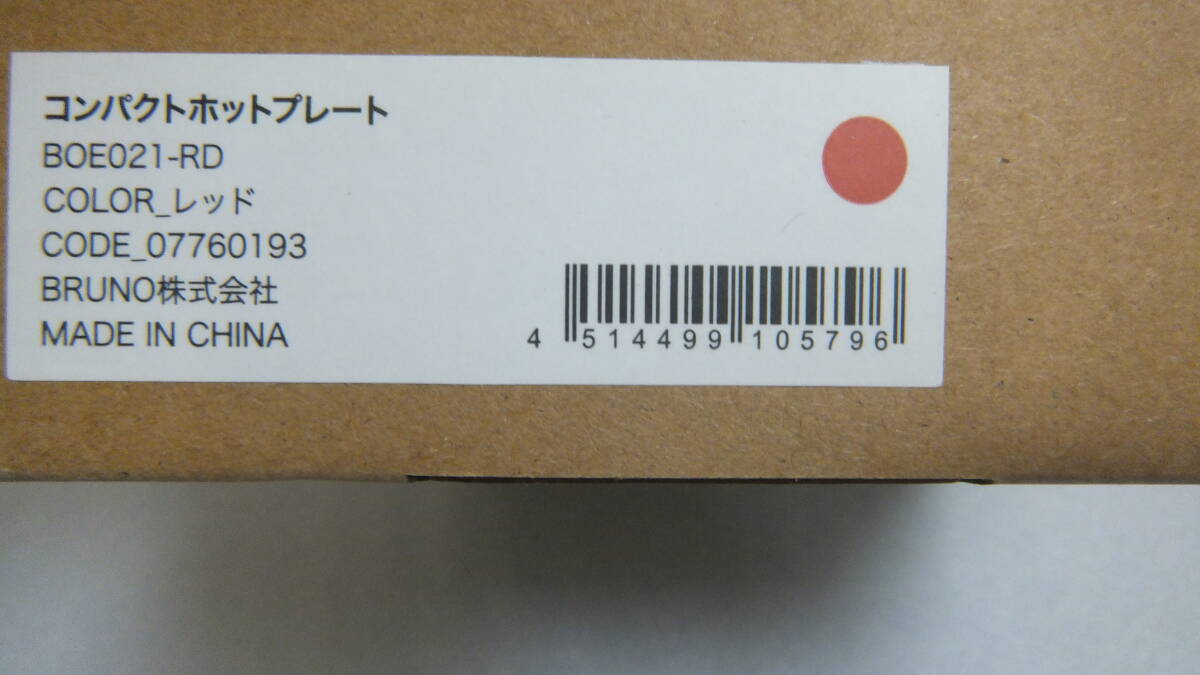 コンパクトホットプレート
BOE021-RD
COLOR_レッド
CODE_07760193
BRUNO株式会社
MADE IN CHINA
4 514499 105796